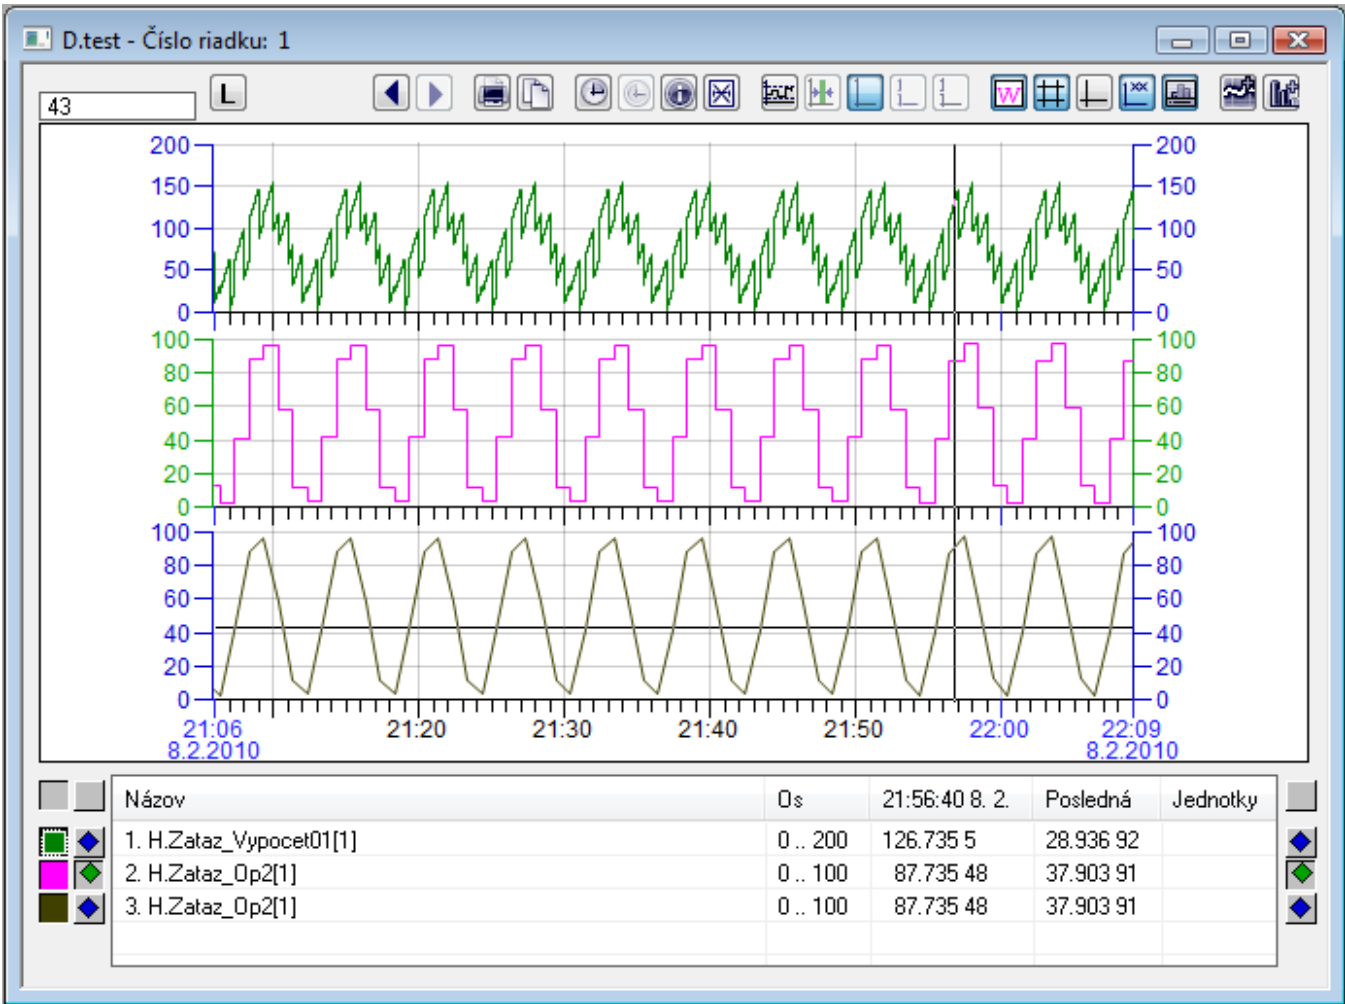 D.test - Číslo riadku: 1
43
L
200 200
150 150
100 100
50 50
0 0
100 100
80 80
60 60
40 40
20 20
0 0
100 100
80 80
60 60
40 40
20 20
0 0
21:06 21:20 21:30 21:40 21:50 22:00 22:09
8.2.2010 8.2.2010
Názov Os 21:56:40 8. 2. Posledná Jednotky
1. H.Zataz_Vypocet01[1] 0 .. 200 126.735 5 28.936 92
2. H.Zataz_Op2[1] 0 .. 100 87.735 48 37.903 91
3. H.Zataz_Op2[1] 0 .. 100 87.735 48 37.903 91